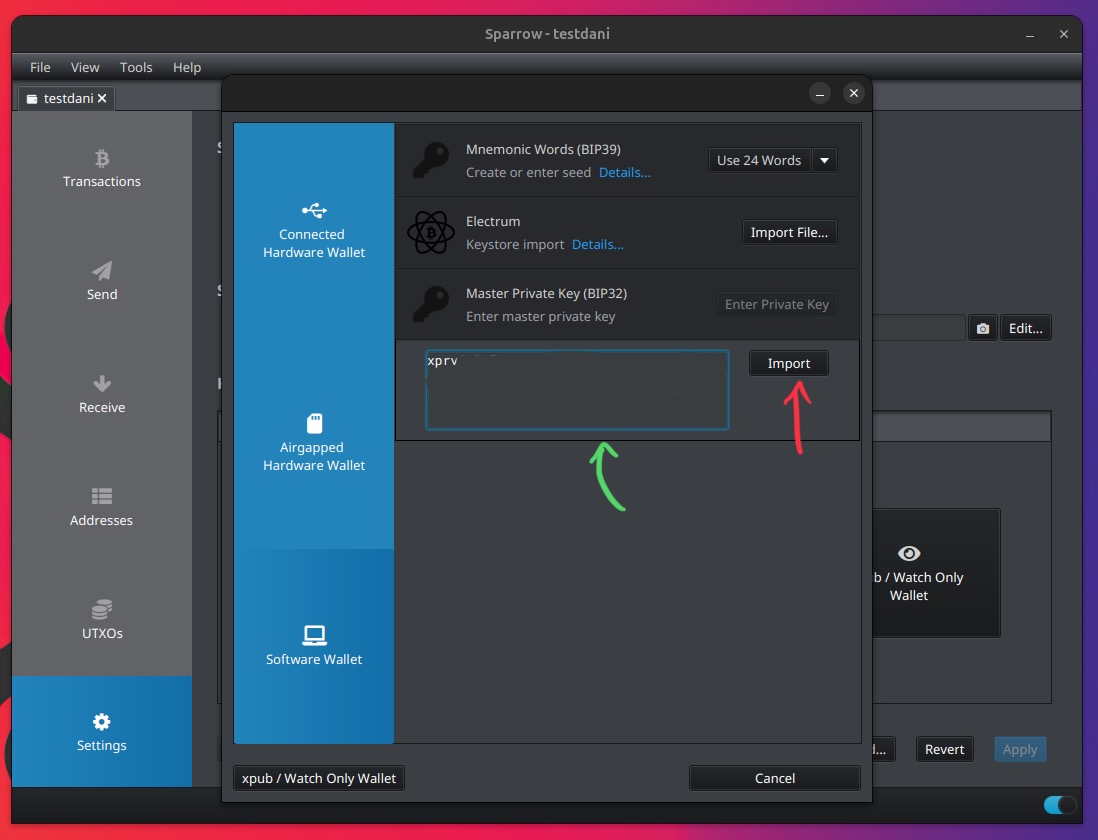 Sparrow - testdani
File View Tools Help
testdani
Transactions
Send
Receive
Addresses
UTXOs
Settings
Connected
Hardware Wallet
Airgapped
Hardware Wallet
Software Wallet
Mnemonic Words (BIP39)
Create or enter seed Details...
Use 24 Words
Electrum
Keystore import Details...
Import File...
Master Private Key (BIP32)
Enter master private key
Enter Private Key
xprv
Import
Edit...
Watch Only
Wallet
xpub / Watch Only Wallet
Cancel
Revert
Apply